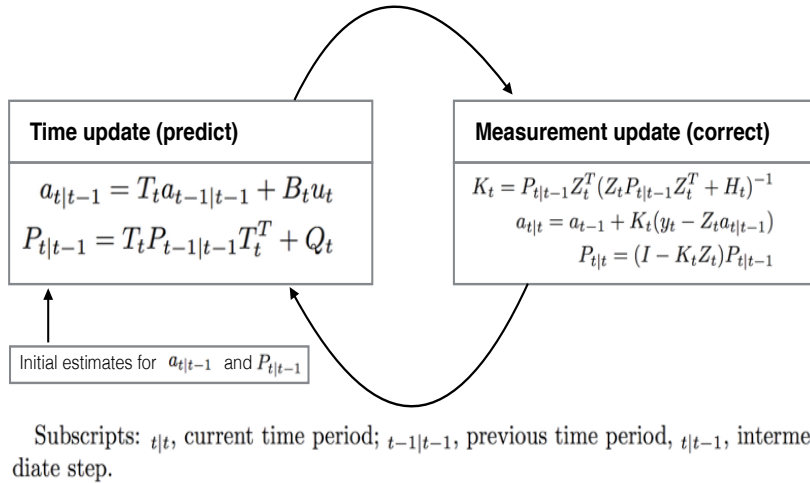 Time update (predict)
$a_{t|t-1} = T_t a_{t-1|t-1} + B_t u_t$
$P_{t|t-1} = T_t P_{t-1|t-1} T_t^T + Q_t$
Initial estimates for $a_{t|t-1}$ and $P_{t|t-1}$
Measurement update (correct)
$K_t = P_{t|t-1} Z_t^T (Z_t P_{t|t-1} Z_t^T + H_t)^{-1}$
$a_{t|t} = a_{t-1} + K_t (y_t - Z_t a_{t|t-1})$
$P_{t|t} = (I - K_t Z_t) P_{t|t-1}$
Subscripts: $_{t|t}$, current time period; $_{t-1|t-1}$, previous time period, $_{t|t-1}$, interme
diate step.